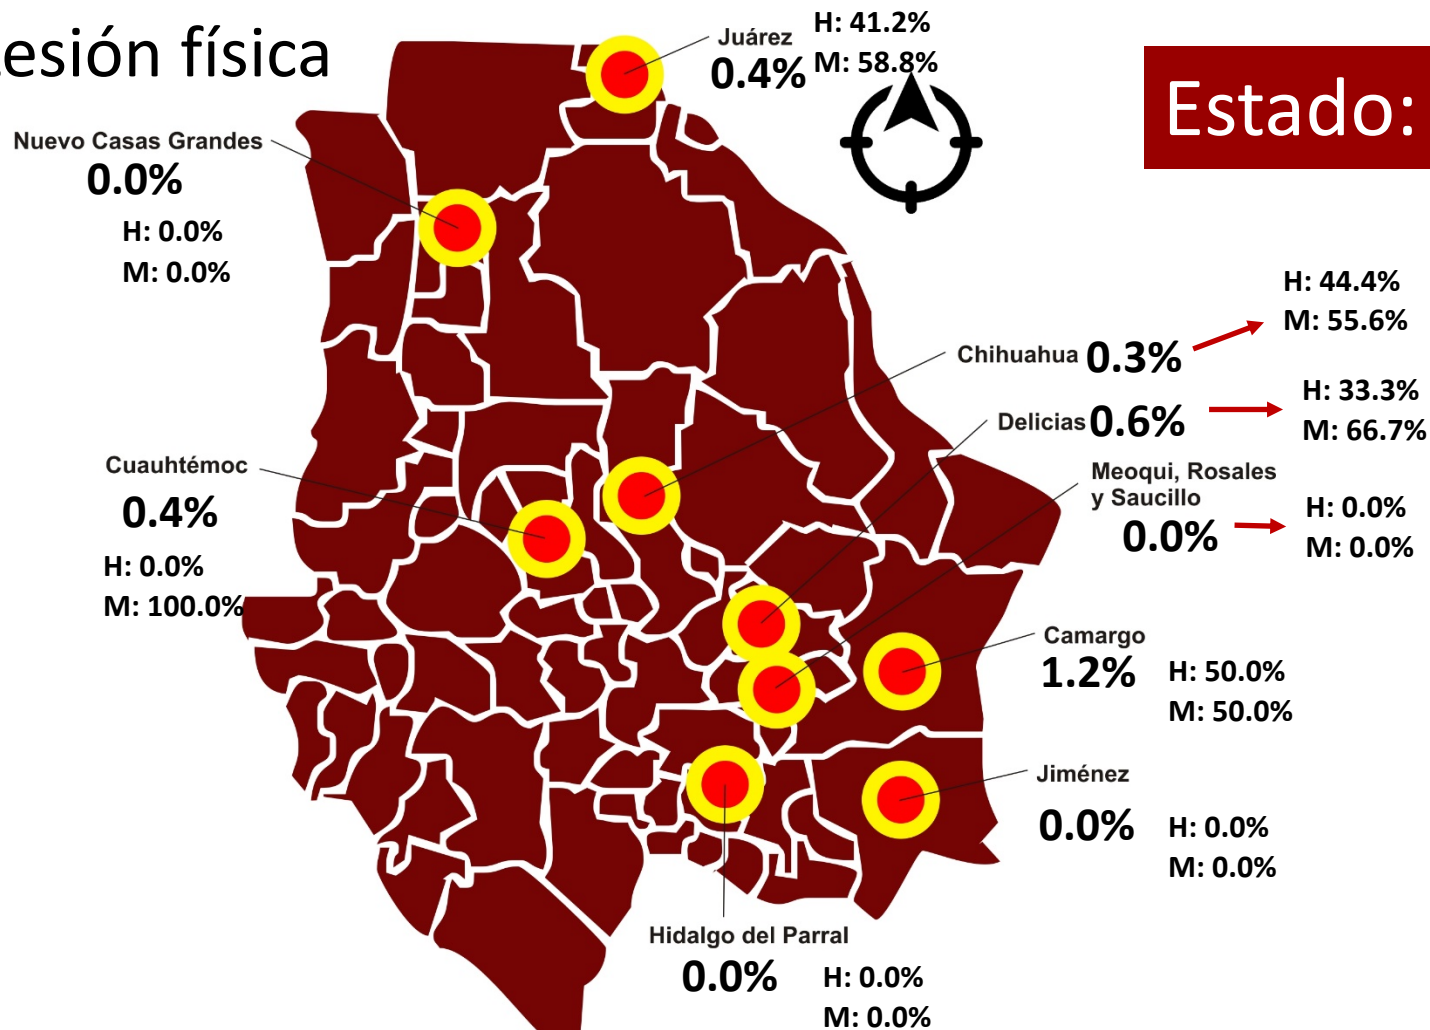 esión física
Estado:
Juárez
0.4%
H: 41.2%
M: 58.8%
Nuevo Casas Grandes
0.0%
H: 0.0%
M: 0.0%
H: 44.4%
M: 55.6%
Chihuahua 0.3%
H: 33.3%
M: 66.7%
Delicias 0.6%
Meoqui, Rosales
y Saucillo
0.0%
H: 0.0%
M: 0.0%
Cuauhtémoc
0.4%
H: 0.0%
M: 100.0%
Camargo
1.2%
H: 50.0%
M: 50.0%
Jiménez
0.0%
H: 0.0%
M: 0.0%
Hidalgo del Parral
0.0%
H: 0.0%
M: 0.0%